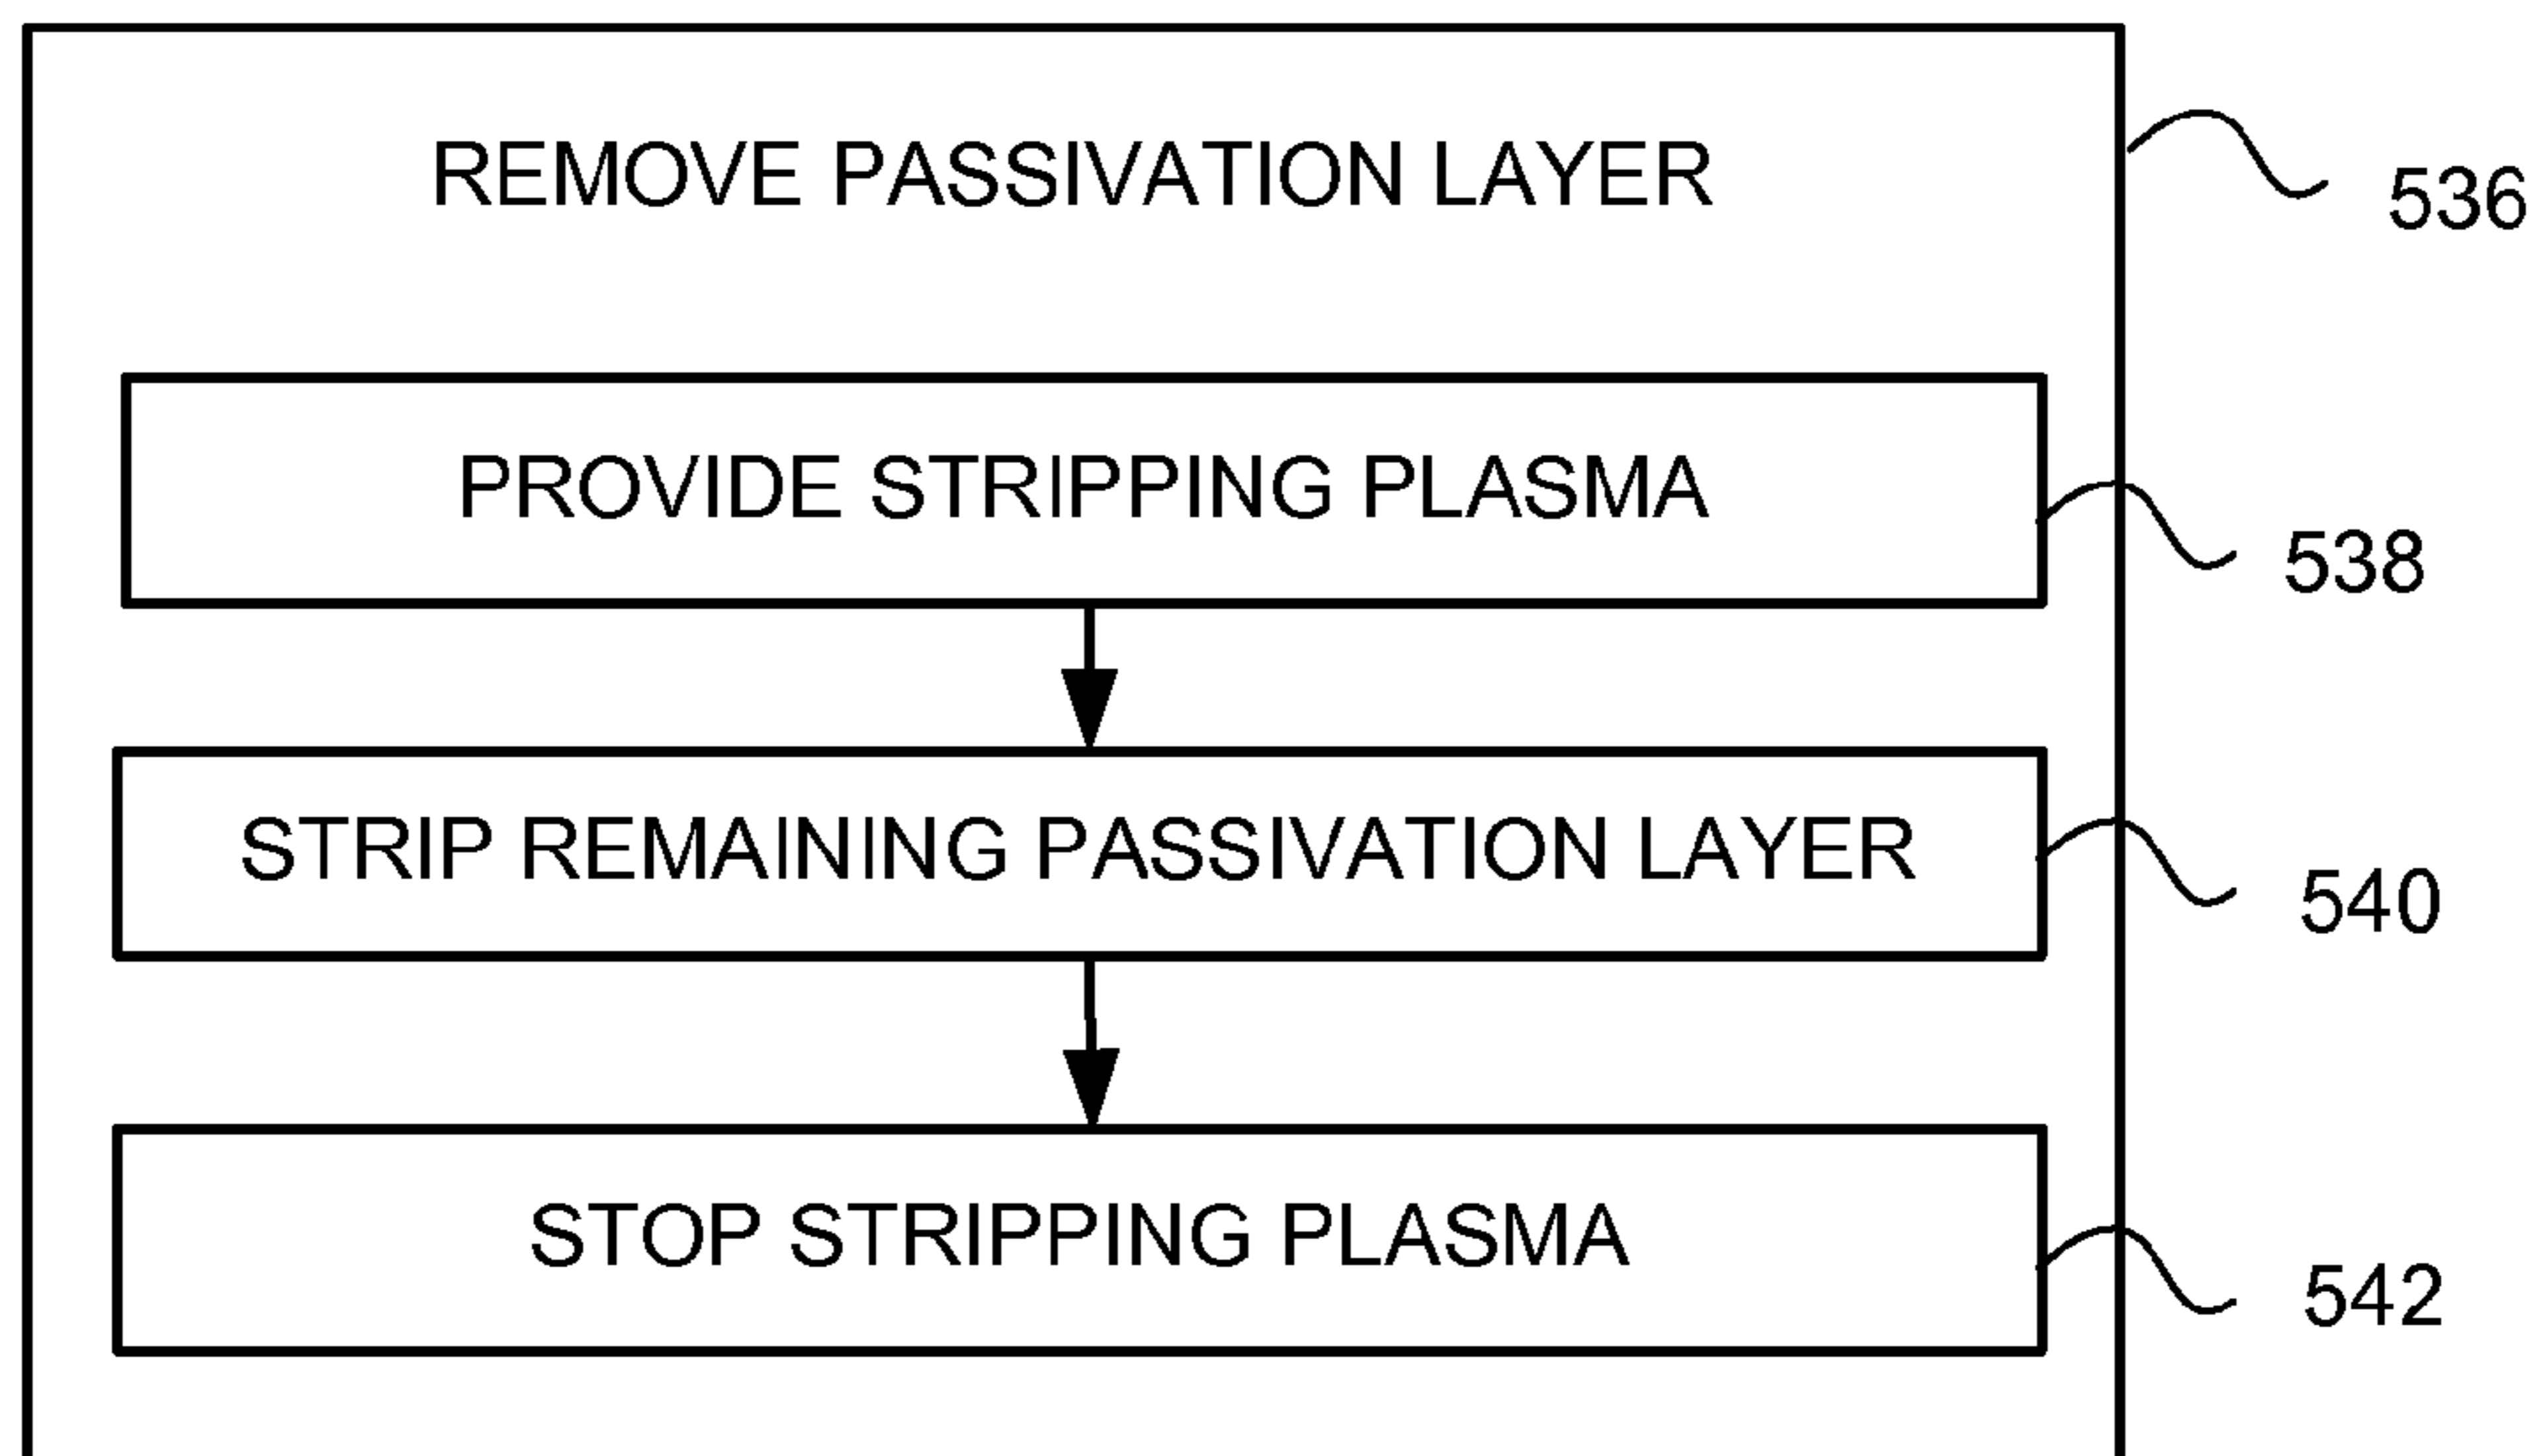 REMOVE PASSIVATION LAYER
536
PROVIDE STRIPPING PLASMA
538
STRIP REMAINING PASSIVATION LAYER
540
STOP STRIPPING PLASMA
542